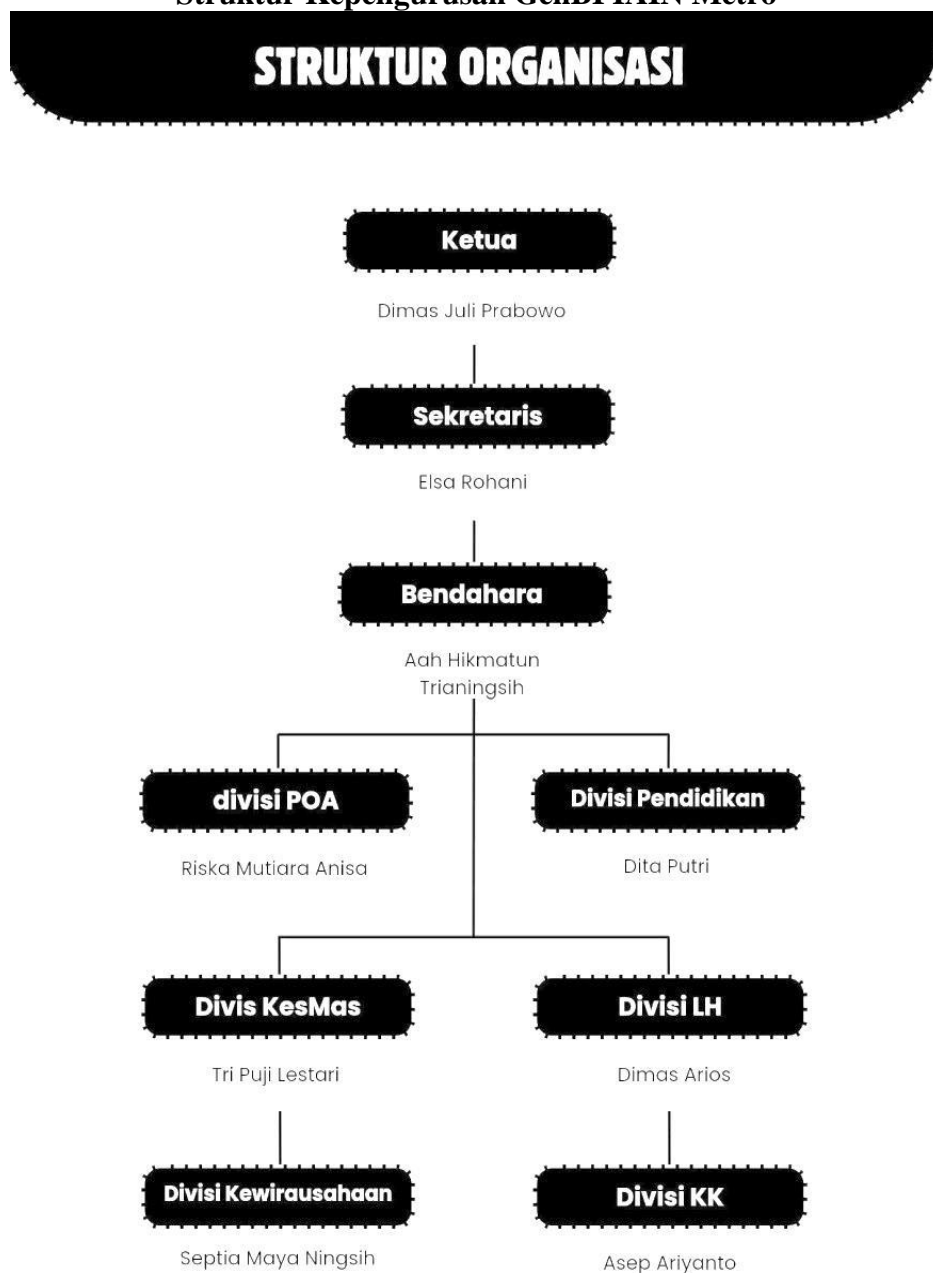 Struktur Kepengurusan GenBI IAIN Metro
STRUKTUR ORGANISASI
Ketua
Dimas Juli Prabowo
Sekretaris
Elsa Rohani
Bendahara
Aah Hikmatun
Trianingsih
divisi POA
Divisi Pendidikan
Riska Mutiara Anisa
Dita Putri
Divis KesMas
Divisi LH
Tri Puji Lestari
Dimas Arios
Divisi Kewirausahaan
Divisi KK
Septia Maya Ningsih
Asep Ariyanto